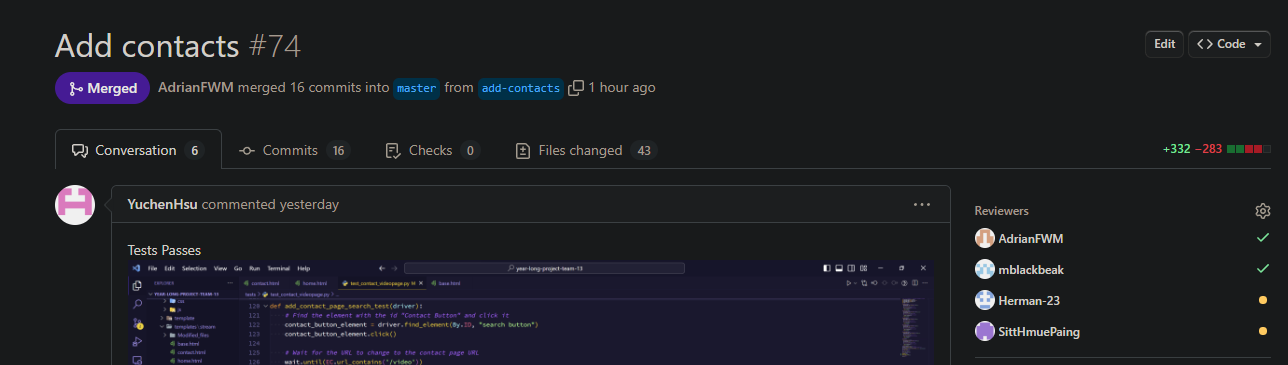 Add contacts #74
Edit
Code
Merged
AdrianFWM merged 16 commits into master from add-contacts 1 hour ago
Conversation 6
Commits 16
Checks 0
Files changed 43
+332 −283
YuchenHsu commented yesterday
Tests Passes
File Edit Selection View Go Run Terminal Help
year-long-project-team-13
EXPLORER
contact.html
home.html
test_contact_videopage.py M
base.html
YEAR-LONG-PROJECT-TEAM-13
tests > test_contact_videopage.py > ...
css
js
template
templates
Modified_files
base.html
contact.html
home.html
120 def add_contact_page_search_test(driver):
121 # Find the element with the id "Contact Button" and click it
122 contact_button_element = driver.find_element(By.ID, "search button")
123 contact_button_element.click()
124
125 # Wait for the URL to change to the contact page URL
126 wait.until(EC.url_contains('/video'))
Reviewers
AdrianFWM
mblackbeak
Herman-23
SittHmuePaing